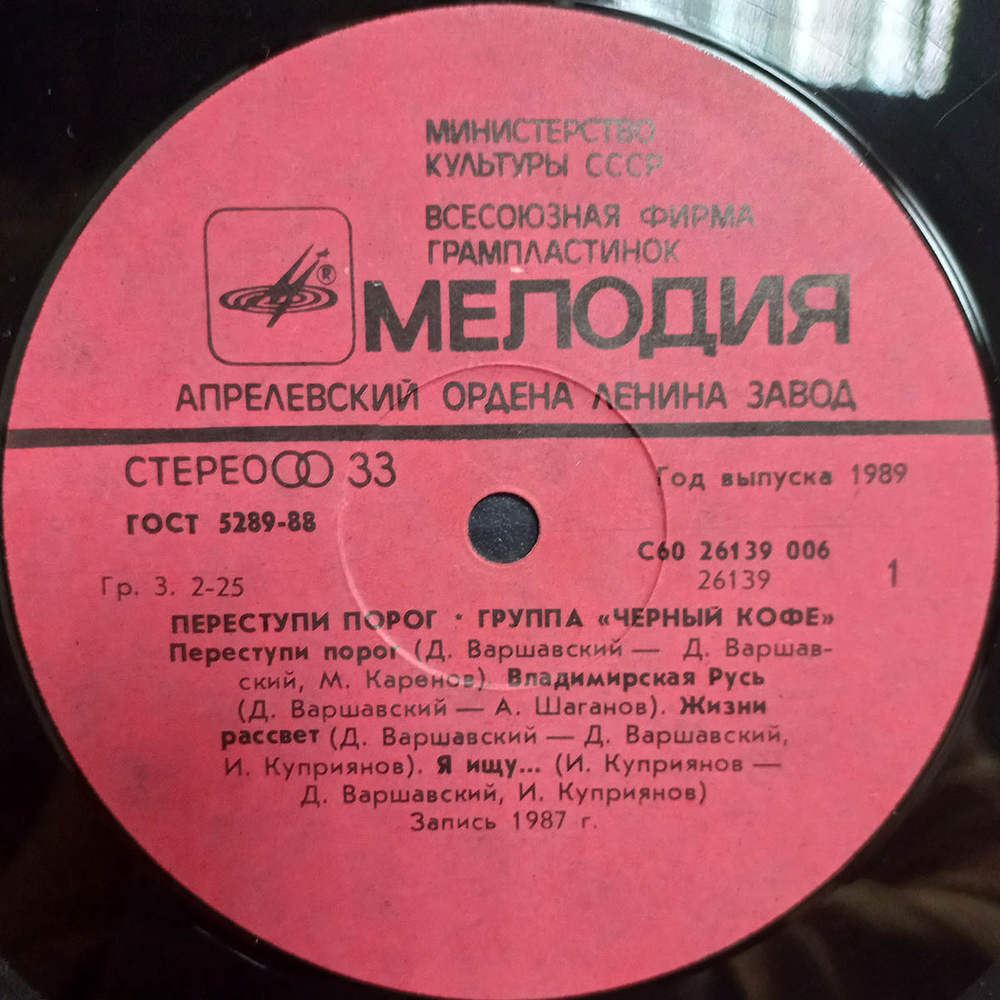 МИНИСТЕРСТВО
КУЛЬТУРЫ СССР
ВСЕСОЮЗНАЯ ФИРМА
ГРАМПЛАСТИНОК
®
МЕЛОДИЯ
АПРЕЛЕВСКИЙ ОРДЕНА ЛЕНИНА ЗАВОД
СТЕРЕО 33
Год выпуска 1989
ГОСТ 5289-88
С60 26139 006
Гр. 3. 2-25
26139
1
ПЕРЕСТУПИ ПОРОГ * ГРУППА «ЧЕРНЫЙ КОФЕ»
Переступи порог (Д. Варшавский — Д. Варшав-
ский, М. Каренов). Владимирская Русь
(Д. Варшавский — А. Шаганов). Жизни
рассвет (Д. Варшавский — Д. Варшавский,
И. Куприянов). Я ищу... (И. Куприянов —
Д. Варшавский, И. Куприянов)
Запись 1987 г.